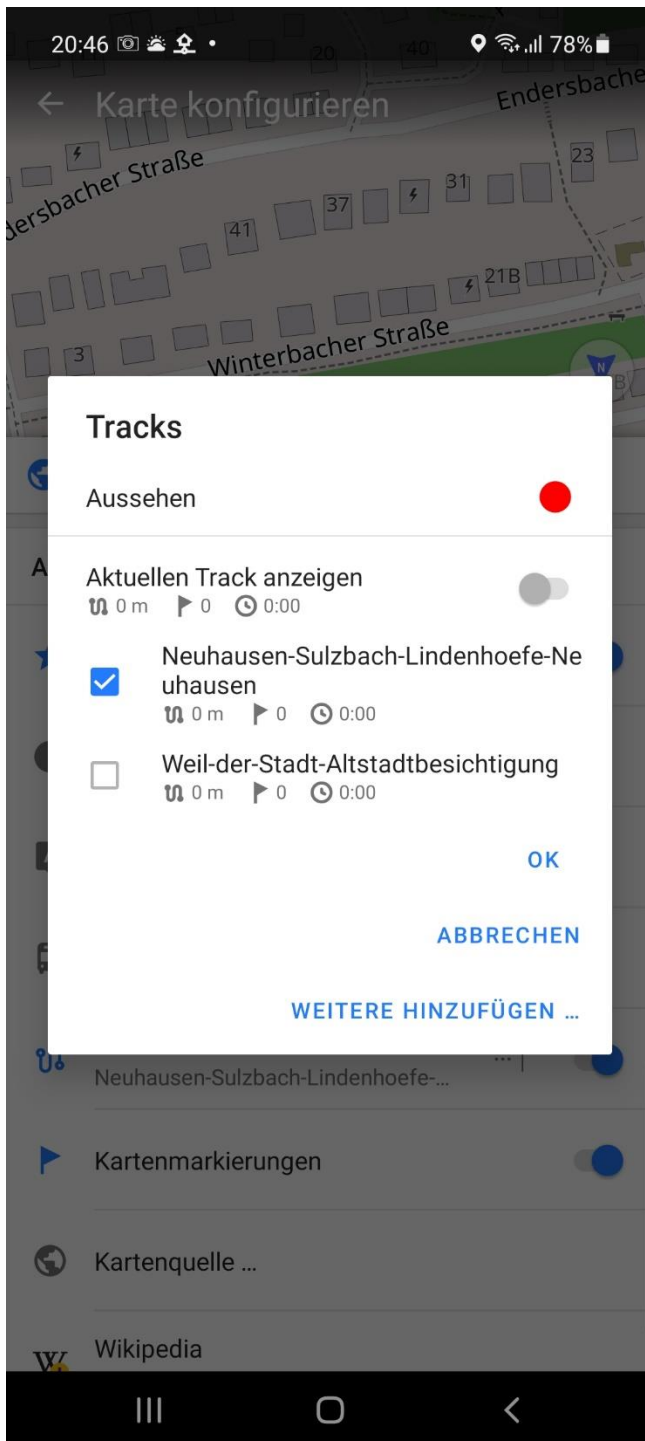 20:46
78%
20
40
Karte konfigurieren
Endersbache
Endersbacher Straße
23
31
37
41
21B
3
Winterbacher Straße
N
B
Tracks
Aussehen
A
Aktuellen Track anzeigen
0 m 0 0:00
Neuhausen-Sulzbach-Lindenhoefe-Ne
uhausen
0 m 0 0:00
Weil-der-Stadt-Altstadtbesichtigung
0 m 0 0:00
OK
ABBRECHEN
WEITERE HINZUFÜGEN ...
Neuhausen-Sulzbach-Lindenhoefe-...
Kartenmarkierungen
Kartenquelle ...
W Wikipedia